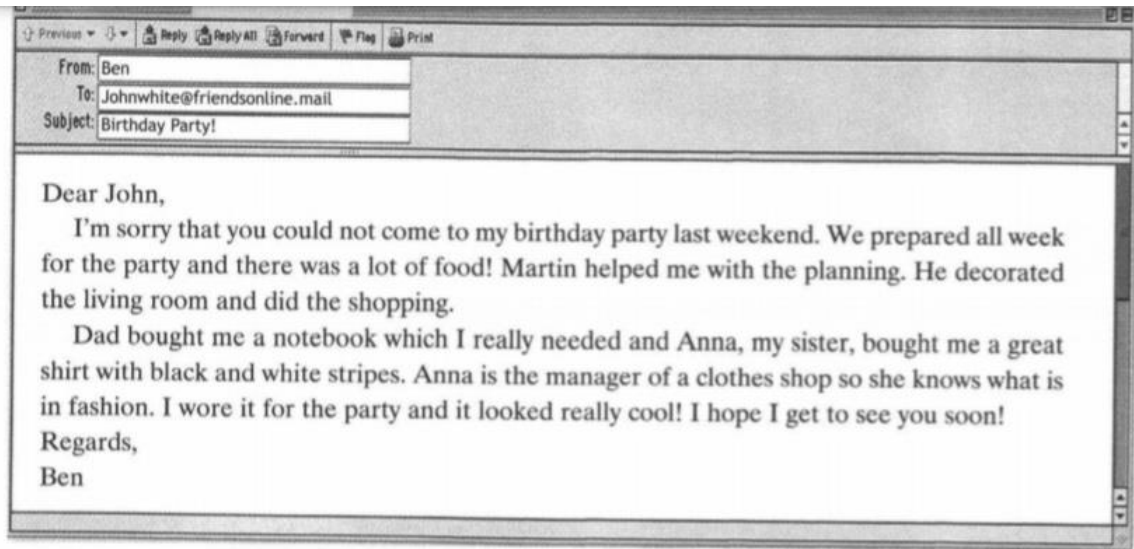 Previous
Reply Reply All Forward Flag Print
From: Ben
To: Johnwhite@friendsonline.mail
Subject: Birthday Party!
Dear John,
I'm sorry that you could not come to my birthday party last weekend. We prepared all week
for the party and there was a lot of food! Martin helped me with the planning. He decorated
the living room and did the shopping.
Dad bought me a notebook which I really needed and Anna, my sister, bought me a great
shirt with black and white stripes. Anna is the manager of a clothes shop so she knows what is
in fashion. I wore it for the party and it looked really cool! I hope I get to see you soon!
Regards,
Ben